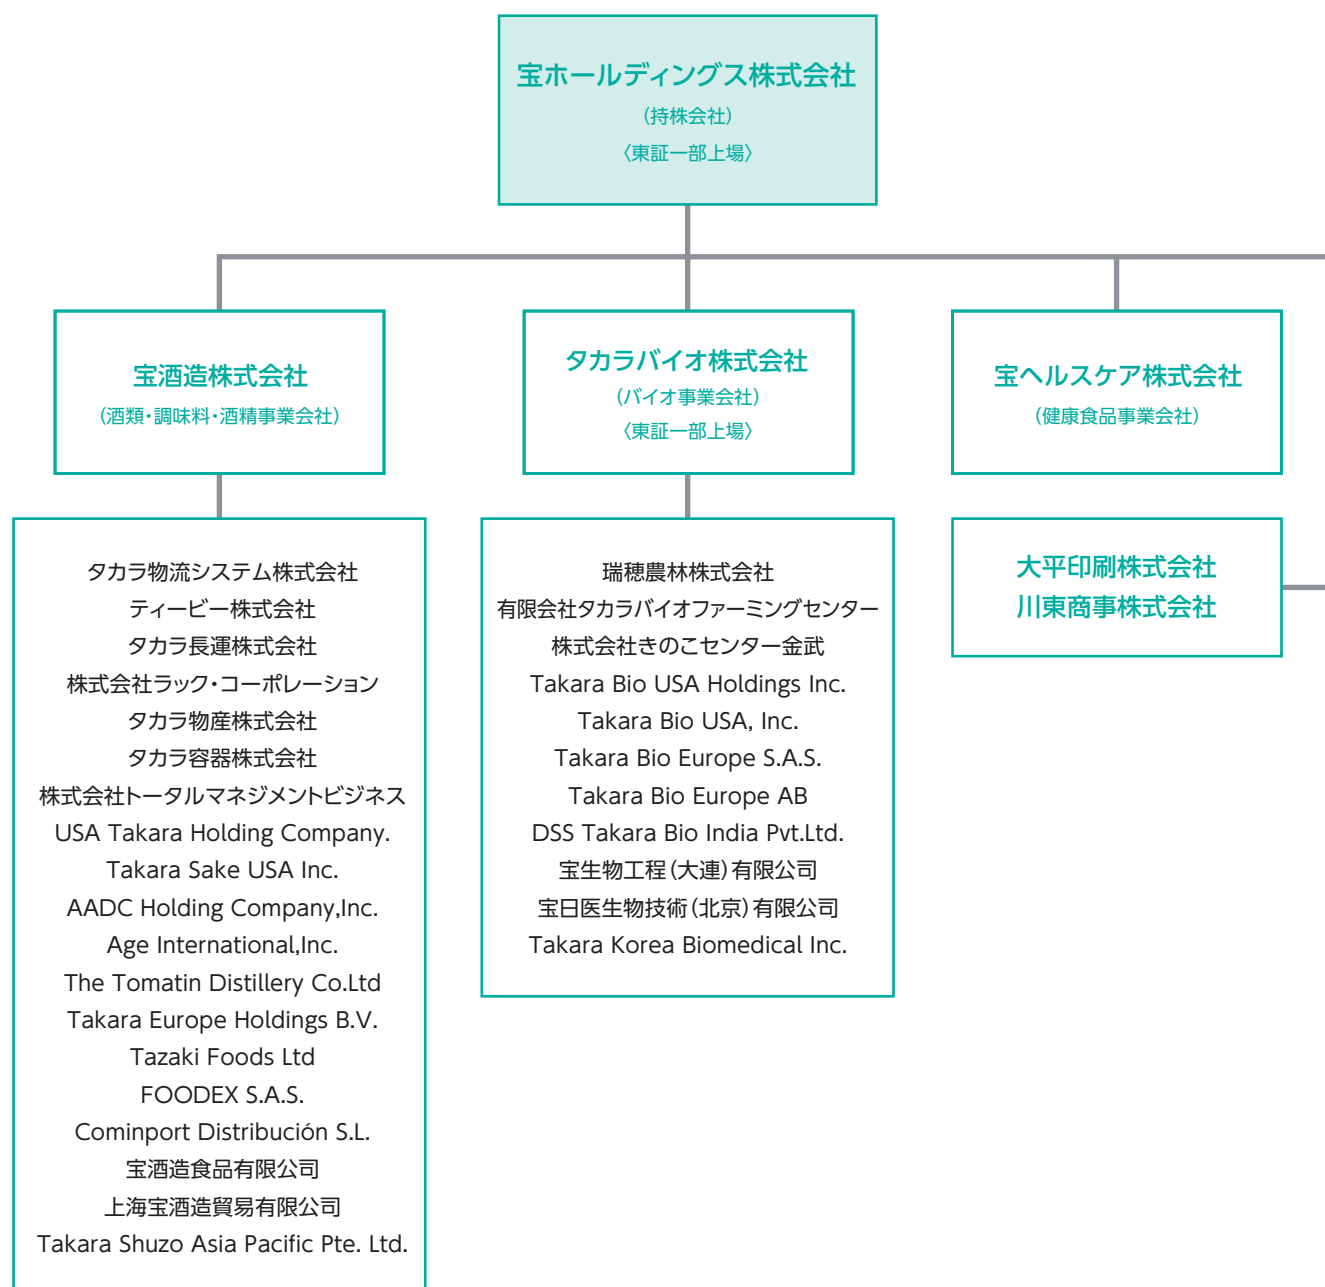 宝ホールディングス株式会社
(持株会社)
〈東証一部上場〉
宝酒造株式会社
(酒類・調味料・酒精事業会社)
タカラバイオ株式会社
(バイオ事業会社)
〈東証一部上場〉
宝ヘルスケア株式会社
(健康食品事業会社)
タカラ物流システム株式会社
ティービー株式会社
タカラ長運株式会社
株式会社ラック・コーポレーション
タカラ物産株式会社
タカラ容器株式会社
株式会社トータルマネジメントビジネス
USA Takara Holding Company.
Takara Sake USA Inc.
AADC Holding Company,Inc.
Age International,Inc.
The Tomatin Distillery Co.Ltd
Takara Europe Holdings B.V.
Tazaki Foods Ltd
FOODEX S.A.S.
Cominport Distribución S.L.
宝酒造食品有限公司
上海宝酒造貿易有限公司
Takara Shuzo Asia Pacific Pte. Ltd.
瑞穂農林株式会社
有限会社タカラバイオファーミングセンター
株式会社きのこセンター金武
Takara Bio USA Holdings Inc.
Takara Bio USA, Inc.
Takara Bio Europe S.A.S.
Takara Bio Europe AB
DSS Takara Bio India Pvt.Ltd.
宝生物工程(大連)有限公司
宝日医生物技術(北京)有限公司
Takara Korea Biomedical Inc.
大平印刷株式会社
川東商事株式会社